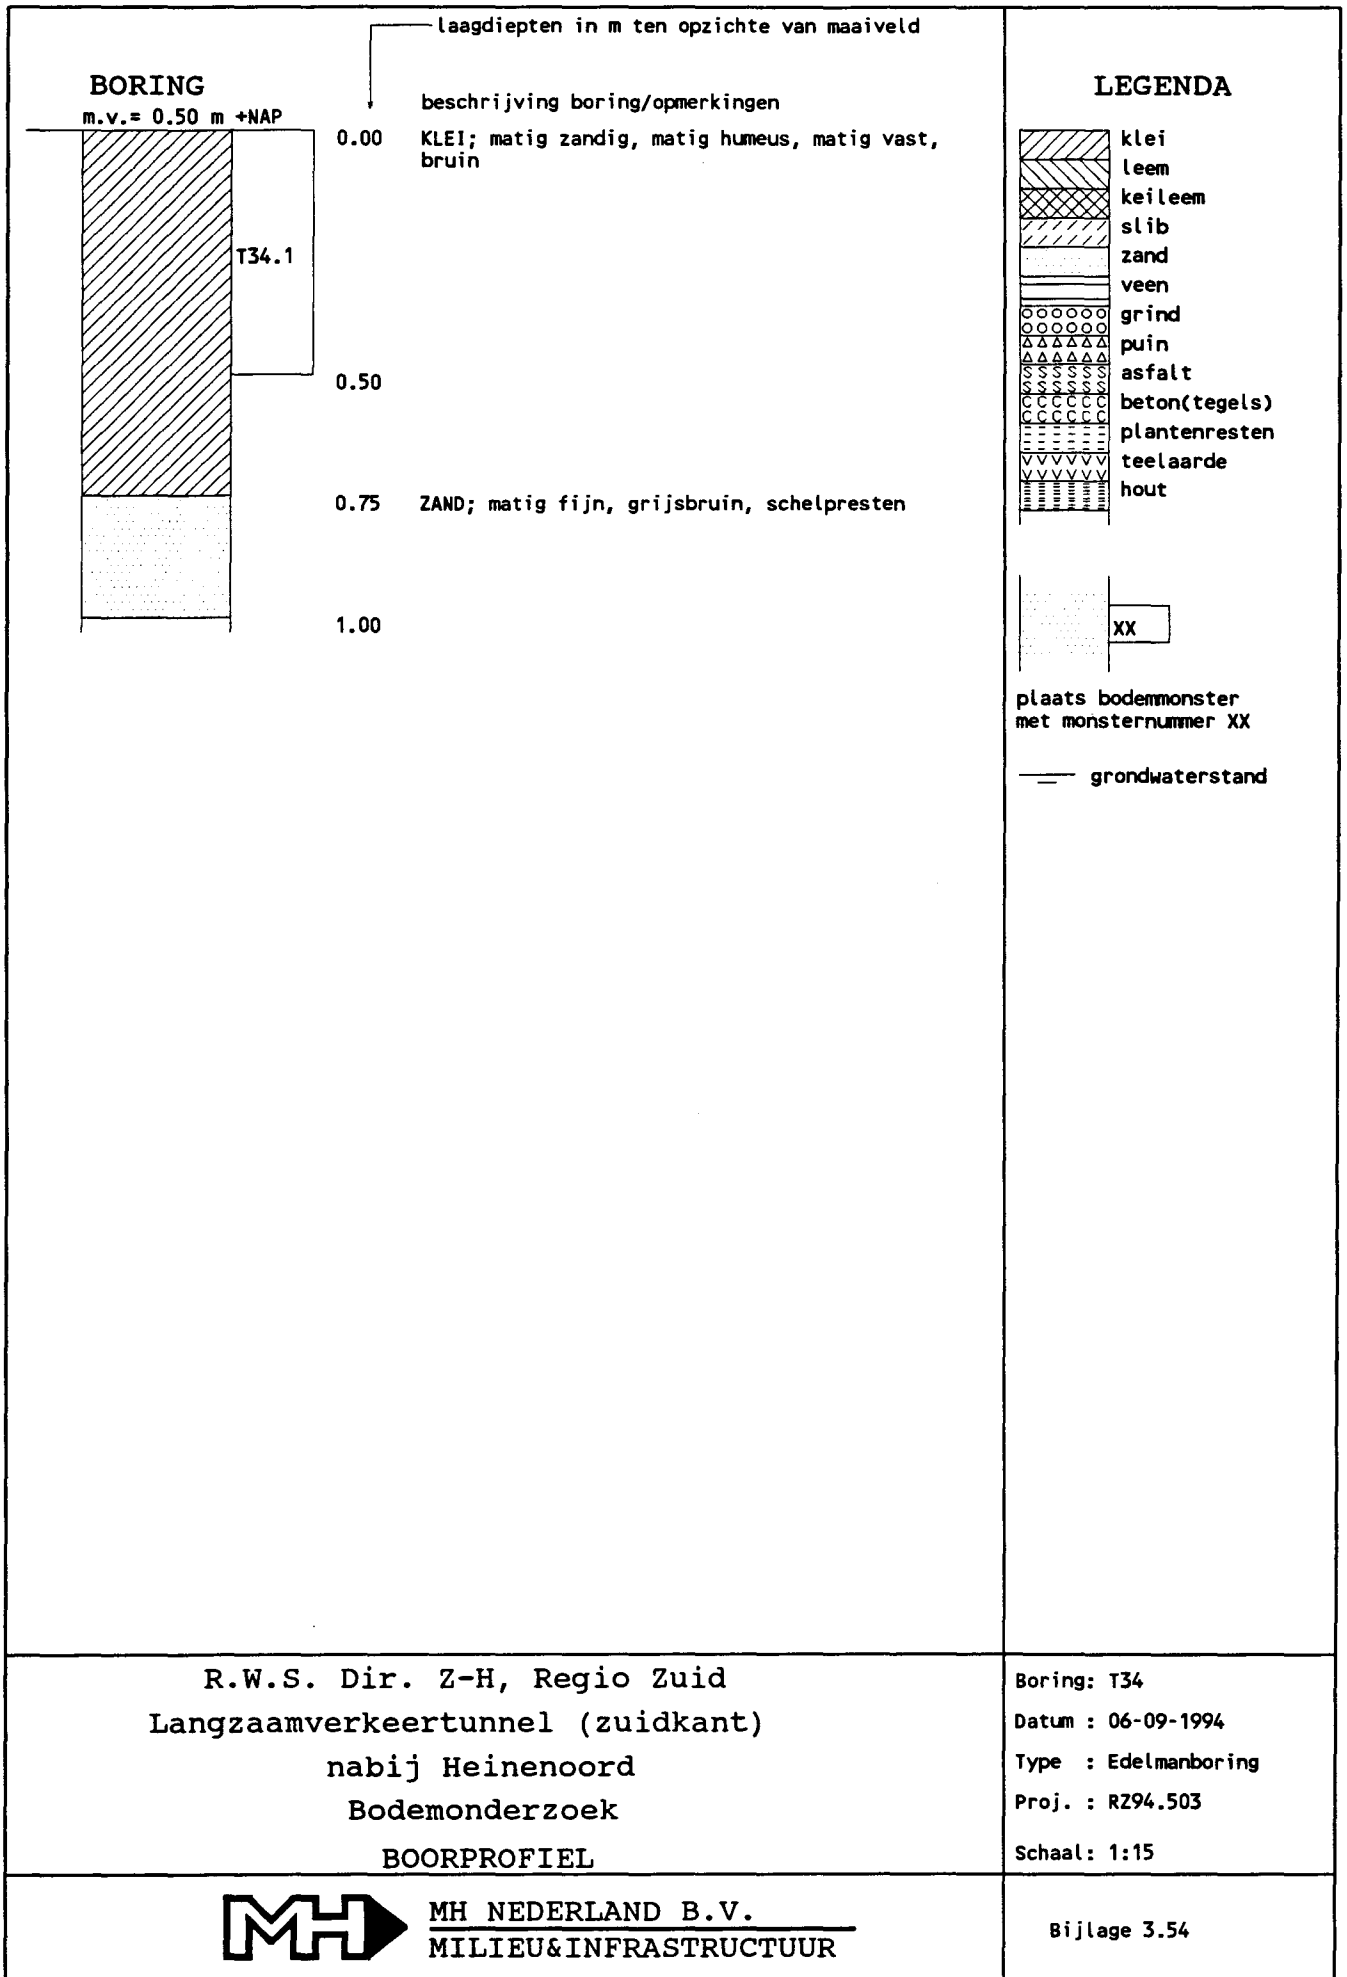 laagdiepten in m ten opzichte van maaiveld
BORING
m.v.= 0.50 m +NAP
beschrijving boring/opmerkingen
0.00 KLEI; matig zandig, matig humeus, matig vast,
bruin
T34.1
0.50
0.75 ZAND; matig fijn, grijsbruin, schelpresten
1.00
LEGENDA
klei
leem
keileem
slib
zand
veen
grind
puin
asfalt
beton(tegels)
plantenresten
teelaarde
hout
XX
plaats bodemmonster
met monsternummer XX
grondwaterstand
R.W.S. Dir. Z-H, Regio Zuid
Langzaamverkeertunnel (zuidkant)
nabij Heinenoord
Bodemonderzoek
BOORPROFIEL
Boring: T34
Datum : 06-09-1994
Type : Edelmanboring
Proj. : RZ94.503
Schaal: 1:15
MH
MH NEDERLAND B.V.
MILIEU&INFRASTRUCTUUR
Bijlage 3.54